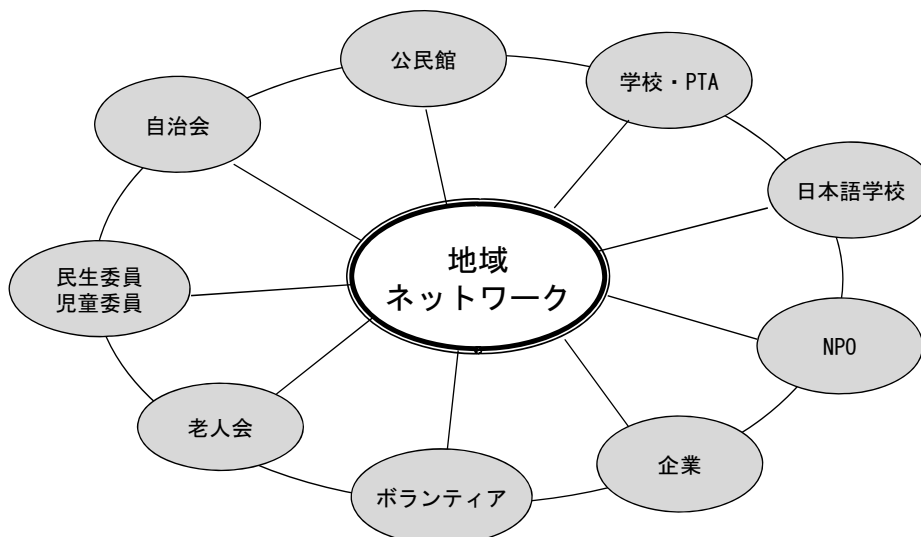 公民館
学校・PTA
自治会
日本語学校
地域
ネットワーク
民生委員
児童委員
NPO
老人会
企業
ボランティア